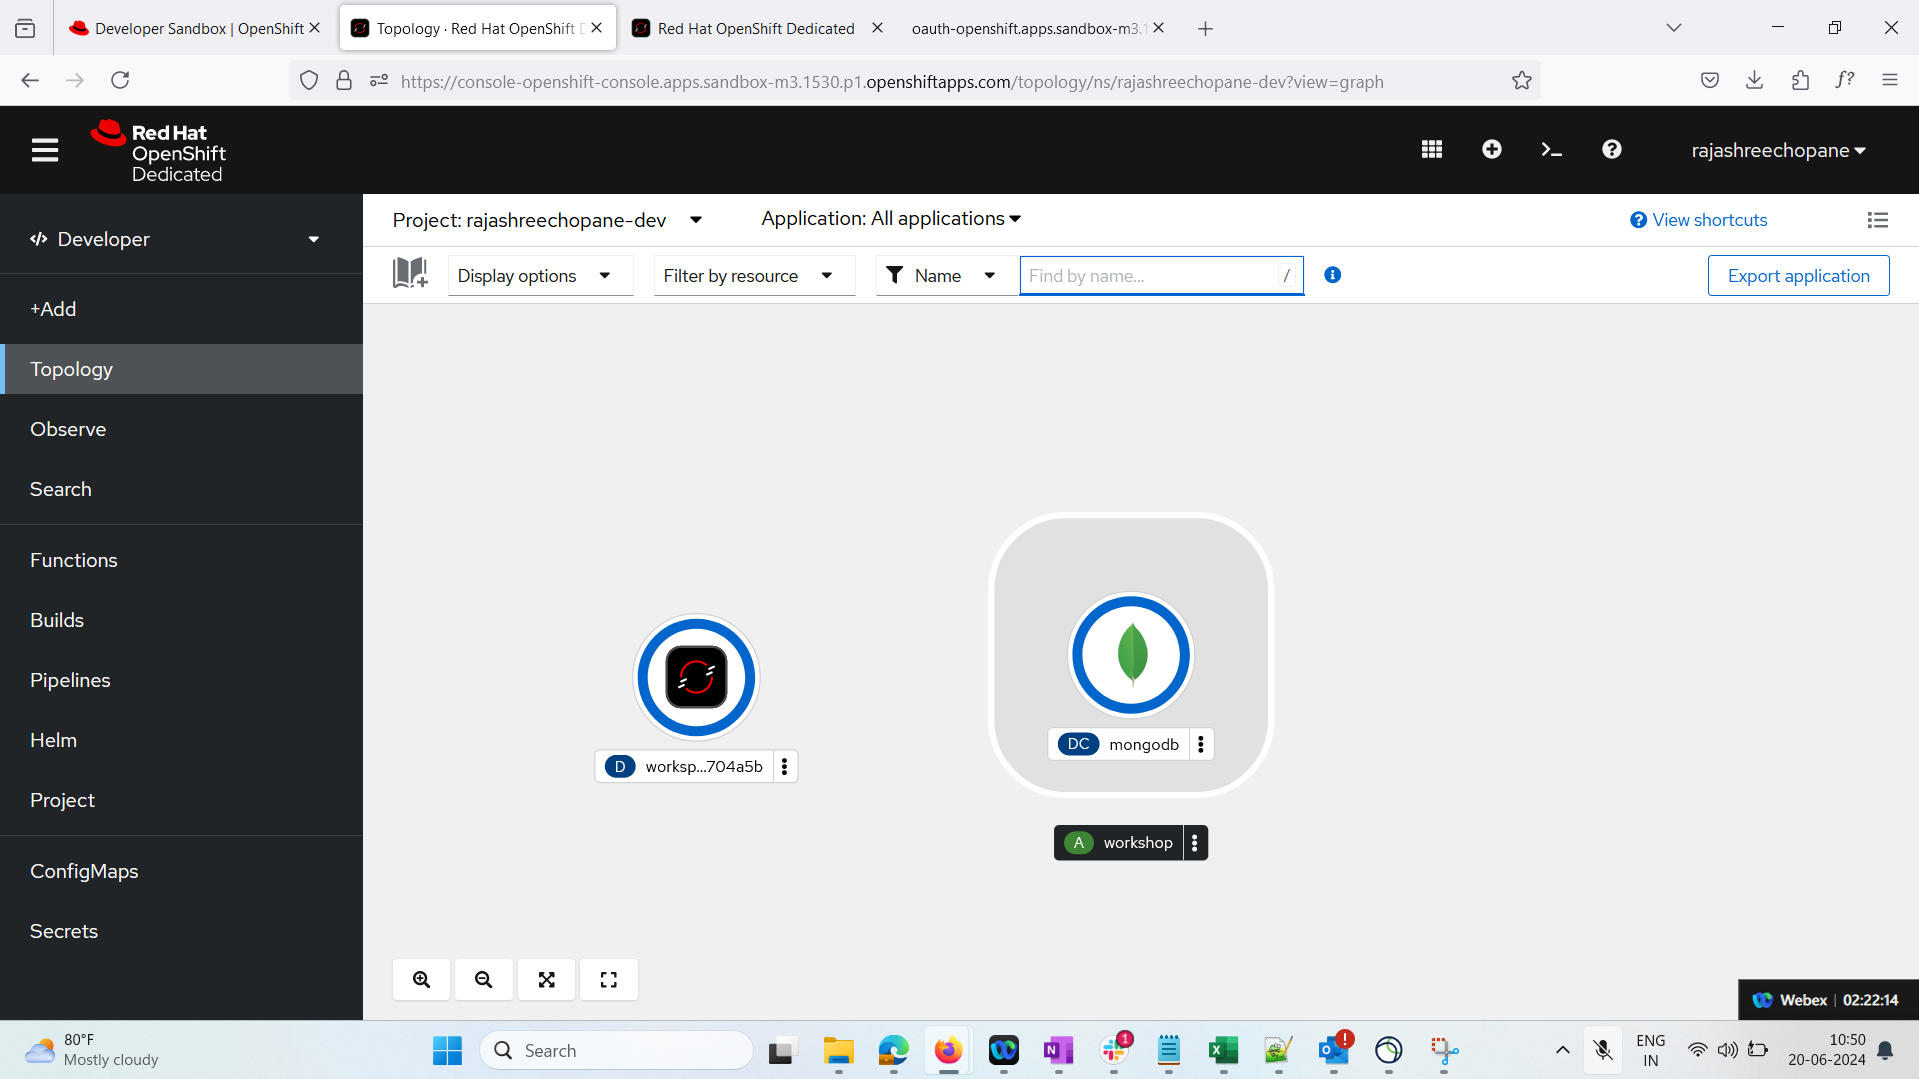 Developer Sandbox | OpenShift
Topology · Red Hat OpenShift D
Red Hat OpenShift Dedicated
oauth-openshift.apps.sandbox-m3.1
https://console-openshift-console.apps.sandbox-m3.1530.p1.openshiftapps.com/topology/ns/rajashreechopane-dev?view=graph
Red Hat
OpenShift
Dedicated
rajashreechopane
Developer
Project: rajashreechopane-dev
Application: All applications
View shortcuts
Display options
Filter by resource
Name
Find by name...
/
Export application
+Add
Topology
Observe
Search
Functions
Builds
Pipelines
Helm
Project
ConfigMaps
Secrets
D worksp...704a5b
DC mongodb
A workshop
Webex | 02:22:14
80°F
Mostly cloudy
Search
1
ENG
IN
10:50
20-06-2024